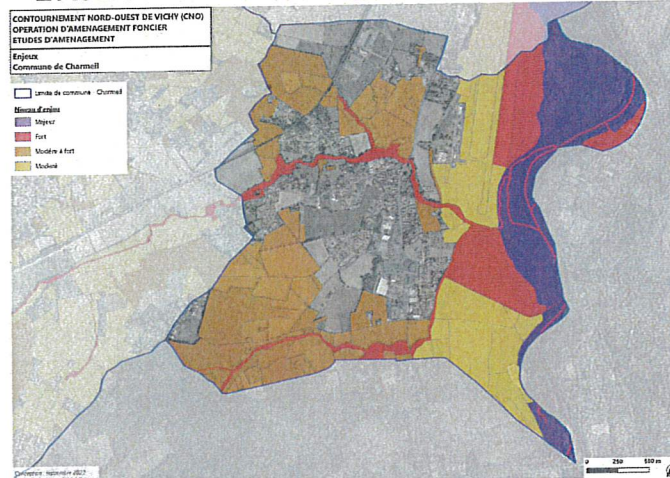 CONTOURNEMENT NORD-OUEST DE VICHY (CNO)
OPERATION D'AMENAGEMENT FONCIER
ETUDES D'AMENAGEMENT
Enjeux
Commune de Charmeil
Limite de commune Charmeil
Niveau d'enjeu
Majeur
Fort
Modéré à fort
Modéré
0 250 500 m